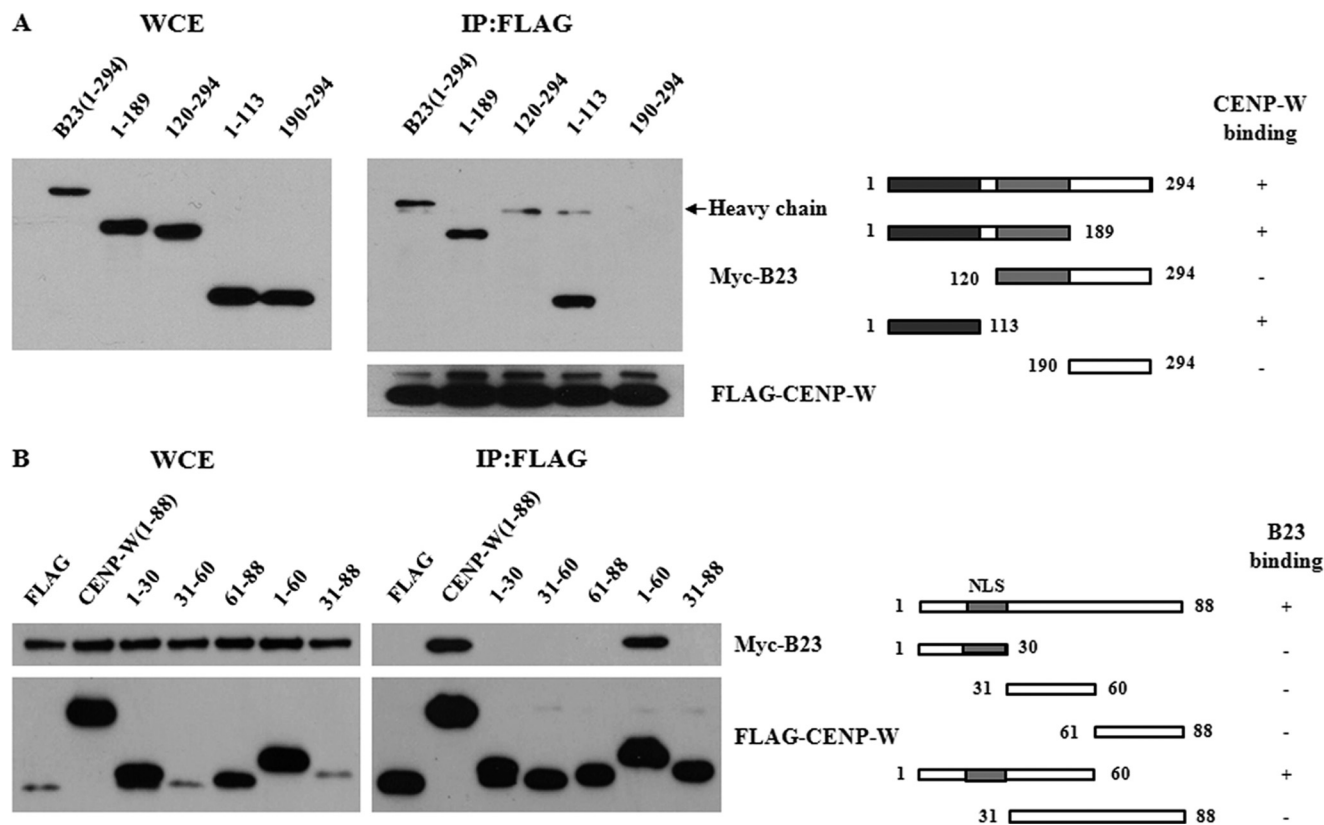 A
WCE
IP:FLAG
B23(1-294)
1-189
120-294
1-113
190-294
B23(1-294)
1-189
120-294
1-113
190-294
CENP-W
binding
Heavy chain
Myc-B23
FLAG-CENP-W
1 294 +
1 189 +
120 294 -
1 113 +
190 294 -
B
WCE
IP:FLAG
FLAG
CENP-W(1-88)
1-30
31-60
61-88
1-60
31-88
FLAG
CENP-W(1-88)
1-30
31-60
61-88
1-60
31-88
B23
binding
Myc-B23
FLAG-CENP-W
NLS
1 88 +
1 30 -
31 60 -
61 88 -
1 60 +
31 88 -